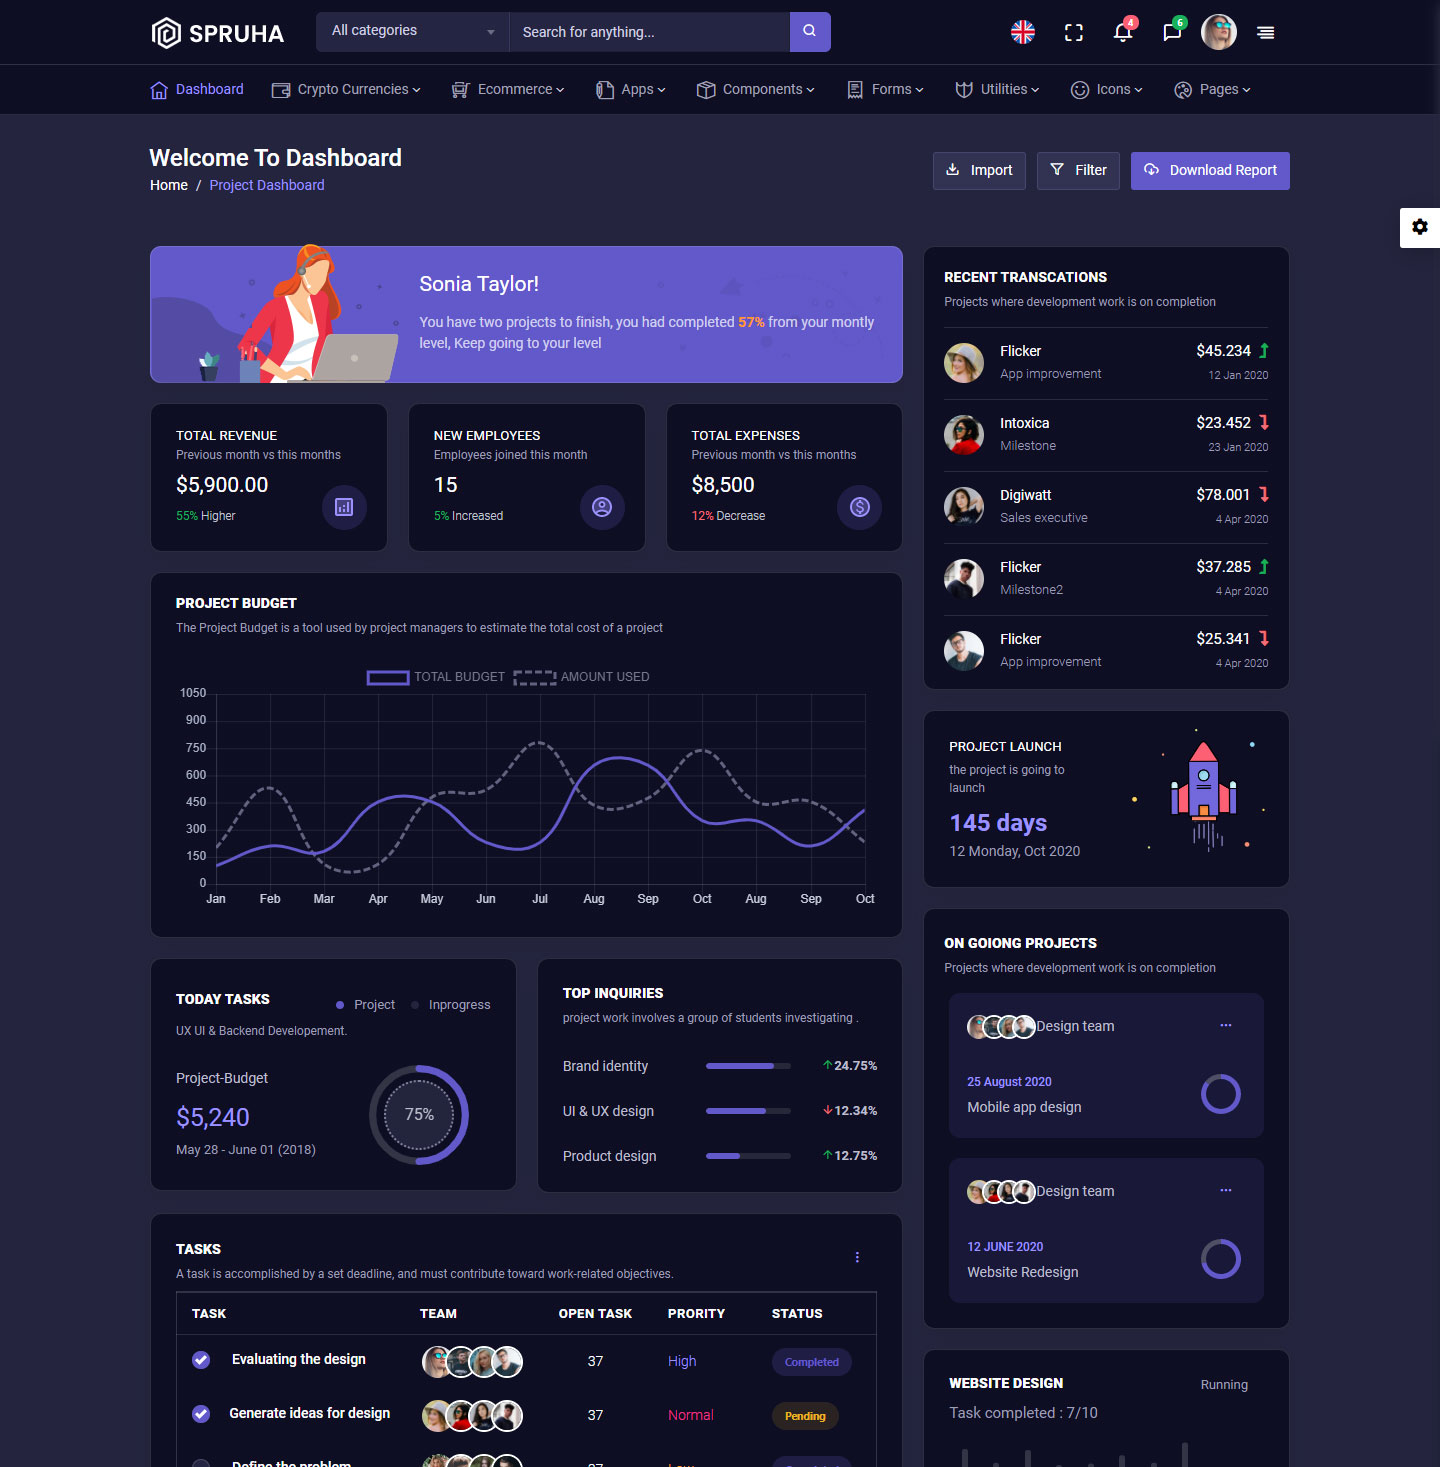 SPRUHA
All categories
Search for anything...
4
6
Dashboard
Crypto Currencies
Ecommerce
Apps
Components
Forms
Utilities
Icons
Pages
Welcome To Dashboard
Home / Project Dashboard
Import
Filter
Download Report
Sonia Taylor!
You have two projects to finish, you had completed 57% from your montly
level, Keep going to your level
TOTAL REVENUE
Previous month vs this months
$5,900.00
55% Higher
NEW EMPLOYEES
Employees joined this month
15
5% Increased
TOTAL EXPENSES
Previous month vs this months
$8,500
12% Decrease
PROJECT BUDGET
The Project Budget is a tool used by project managers to estimate the total cost of a project
TOTAL BUDGET
AMOUNT USED
1050
900
750
600
450
300
150
0
Jan Feb Mar Apr May Jun Jul Aug Sep Oct Aug Sep Oct
TODAY TASKS
Project
Inprogress
UX UI & Backend Developement.
Project-Budget
$5,240
May 28 - June 01 (2018)
75%
TOP INQUIRIES
project work involves a group of students investigating .
Brand identity
24.75%
UI & UX design
12.34%
Product design
12.75%
TASKS
A task is accomplished by a set deadline, and must contribute toward work-related objectives.
TASK TEAM OPEN TASK PRORITY STATUS
Evaluating the design 37 High Completed
Generate ideas for design 37 Normal Pending
Define the problem
RECENT TRANSCATIONS
Projects where development work is on completion
Flicker $45.234
App improvement 12 Jan 2020
Intoxica $23.452
Milestone 23 Jan 2020
Digiwatt $78.001
Sales executive 4 Apr 2020
Flicker $37.285
Milestone2 4 Apr 2020
Flicker $25.341
App improvement 4 Apr 2020
PROJECT LAUNCH
the project is going to
launch
145 days
12 Monday, Oct 2020
ON GOIONG PROJECTS
Projects where development work is on completion
Design team
25 August 2020
Mobile app design
Design team
12 JUNE 2020
Website Redesign
WEBSITE DESIGN
Running
Task completed : 7/10